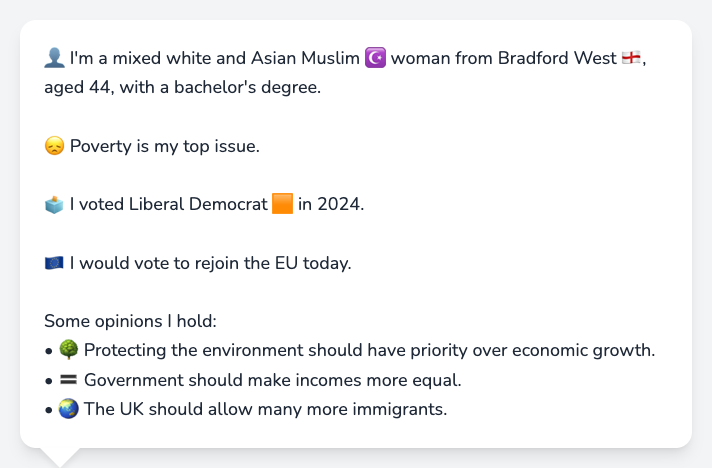 👤 I'm a mixed white and Asian Muslim ☪️ woman from Bradford West 🏴󠁧󠁢󠁥󠁮󠁧󠁿,
aged 44, with a bachelor's degree.
😞 Poverty is my top issue.
🗳️ I voted Liberal Democrat 🟧 in 2024.
🇪🇺 I would vote to rejoin the EU today.
Some opinions I hold:
• 🌳 Protecting the environment should have priority over economic growth.
• 🟰 Government should make incomes more equal.
• 🌏 The UK should allow many more immigrants.